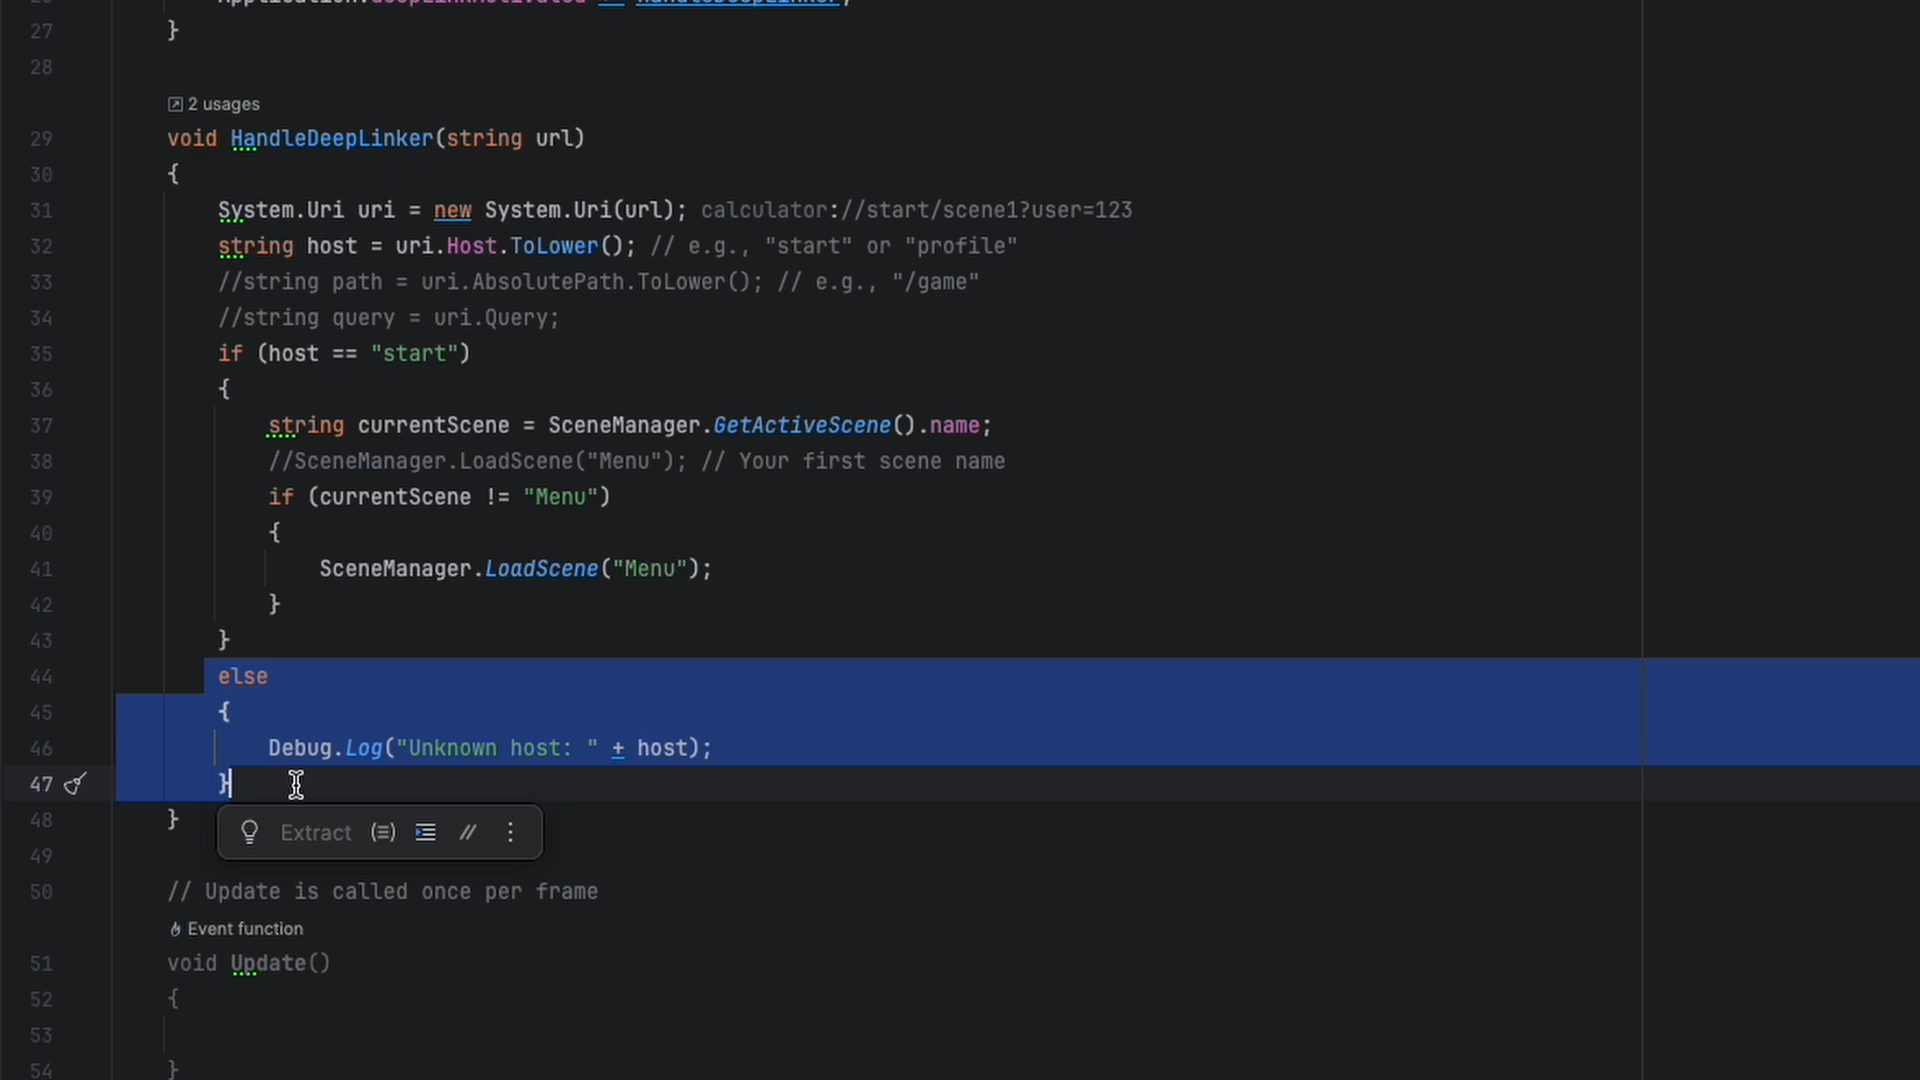 27 }
28
2 usages
29 void HandleDeepLinker(string url)
30 {
31 System.Uri uri = new System.Uri(url); calculator://start/scene1?user=123
32 string host = uri.Host.ToLower(); // e.g., "start" or "profile"
33 //string path = uri.AbsolutePath.ToLower(); // e.g., "/game"
34 //string query = uri.Query;
35 if (host == "start")
36 {
37 string currentScene = SceneManager.GetActiveScene().name;
38 //SceneManager.LoadScene("Menu"); // Your first scene name
39 if (currentScene != "Menu")
40 {
41 SceneManager.LoadScene("Menu");
42 }
43 }
44 else
45 {
46 Debug.Log("Unknown host: " + host);
47 }
48 }
Extract (=) //
49
50 // Update is called once per frame
Event function
51 void Update()
52 {
53
54 }